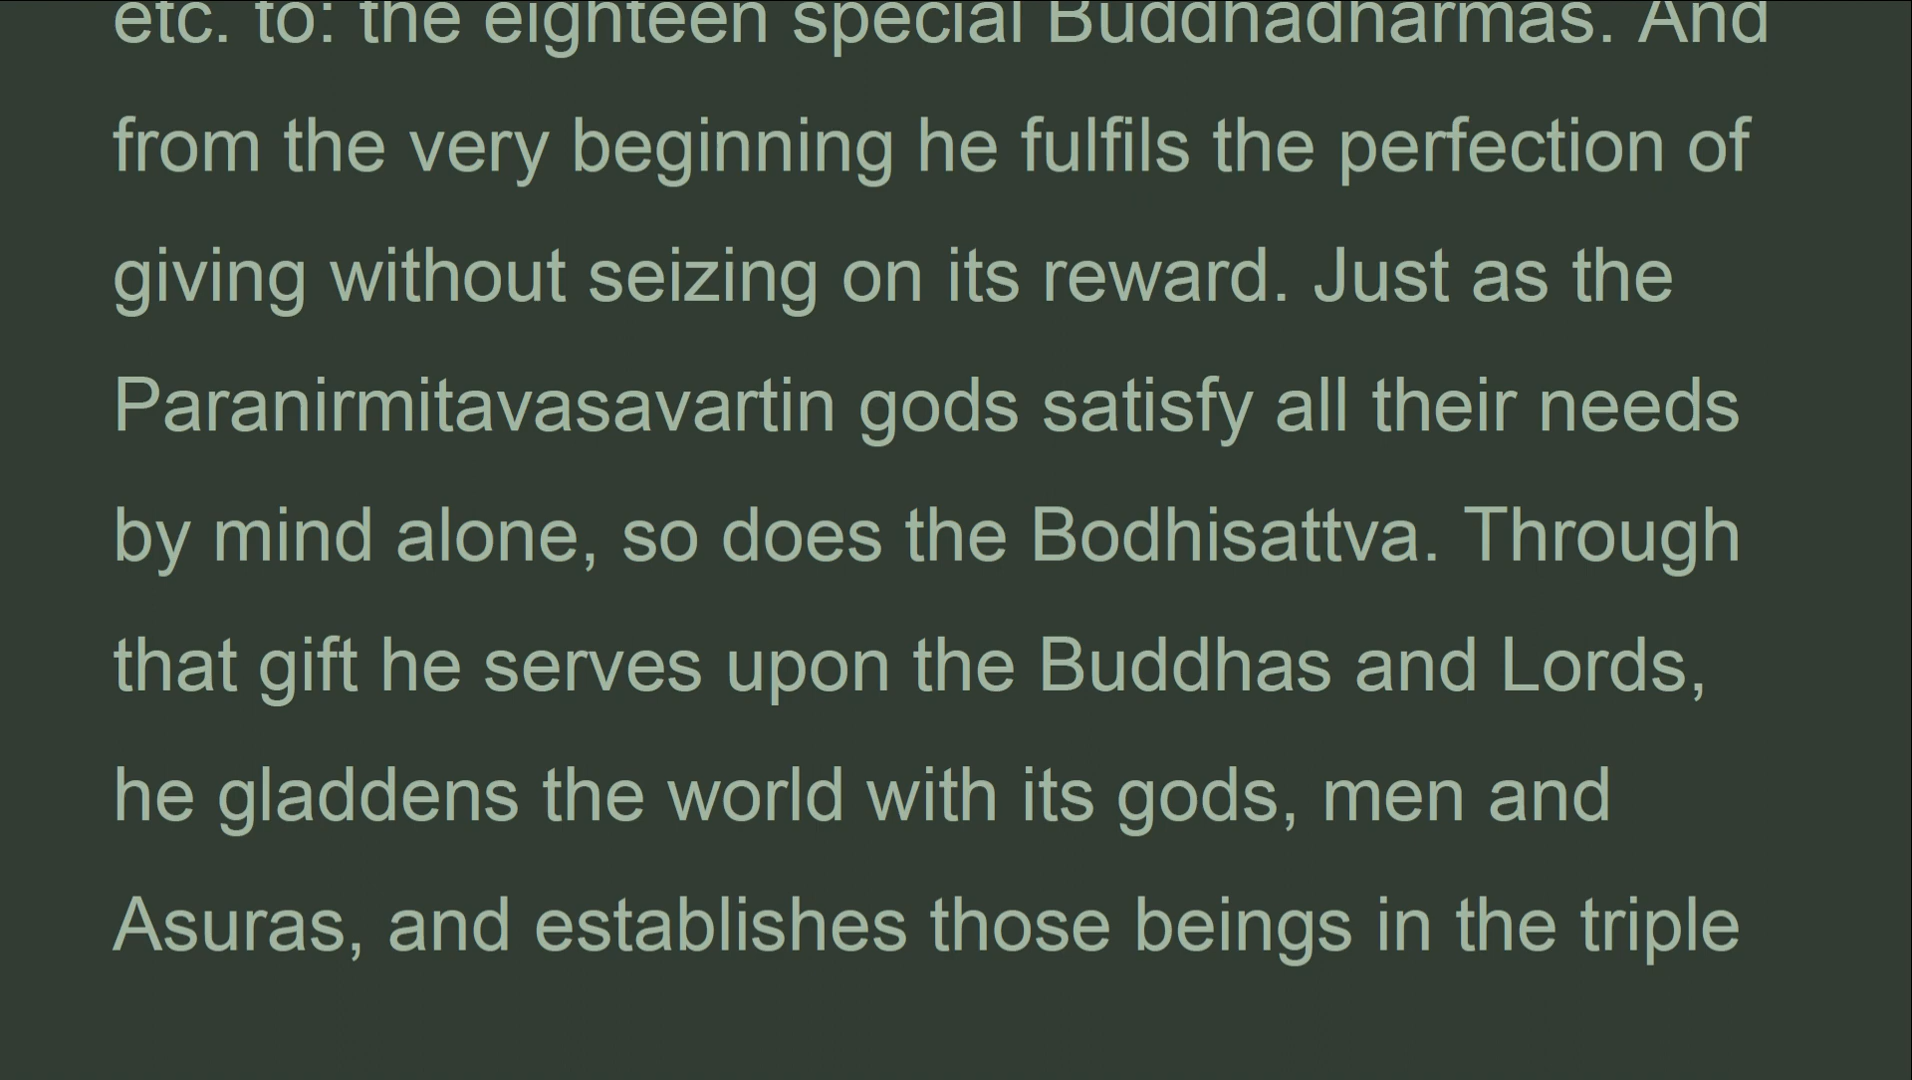 etc. to: the eighteen special Buddhadharmas. And
from the very beginning he fulfils the perfection of
giving without seizing on its reward. Just as the
Paranirmitavasavartin gods satisfy all their needs
by mind alone, so does the Bodhisattva. Through
that gift he serves upon the Buddhas and Lords,
he gladdens the world with its gods, men and
Asuras, and establishes those beings in the triple